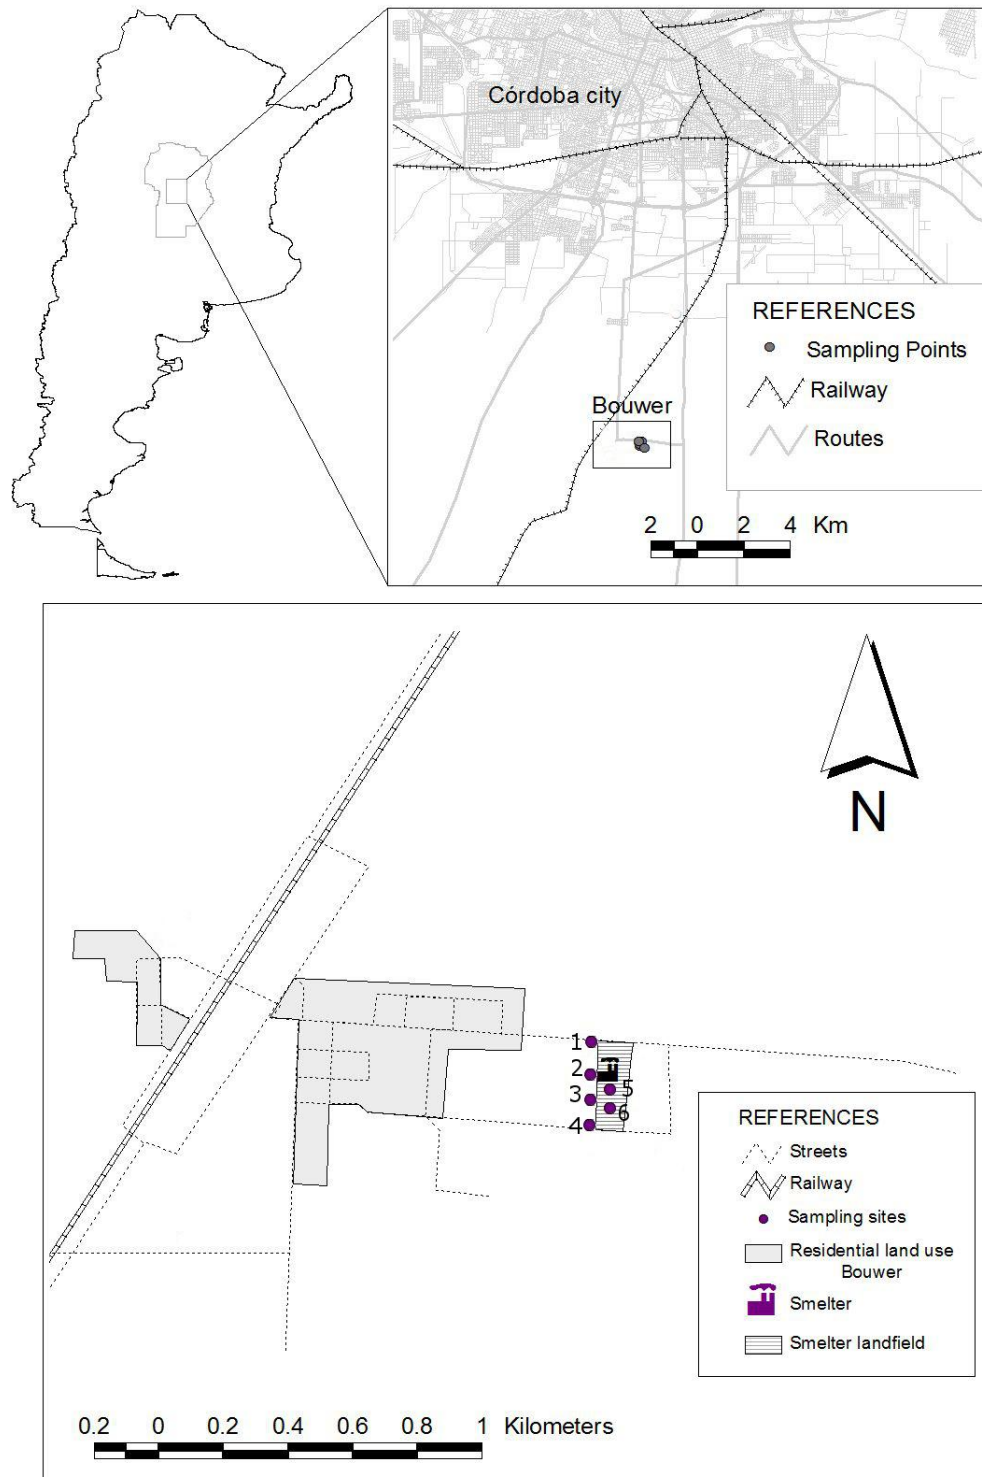 Córdoba city
REFERENCES
Sampling Points
Railway
Routes
Bouwer
2 0 2 4 Km
N
1
2
3
4
5
6
REFERENCES
Streets
Railway
Sampling sites
Residential land use
Bouwer
Smelter
Smelter landfield
0.2 0 0.2 0.4 0.6 0.8 1 Kilometers